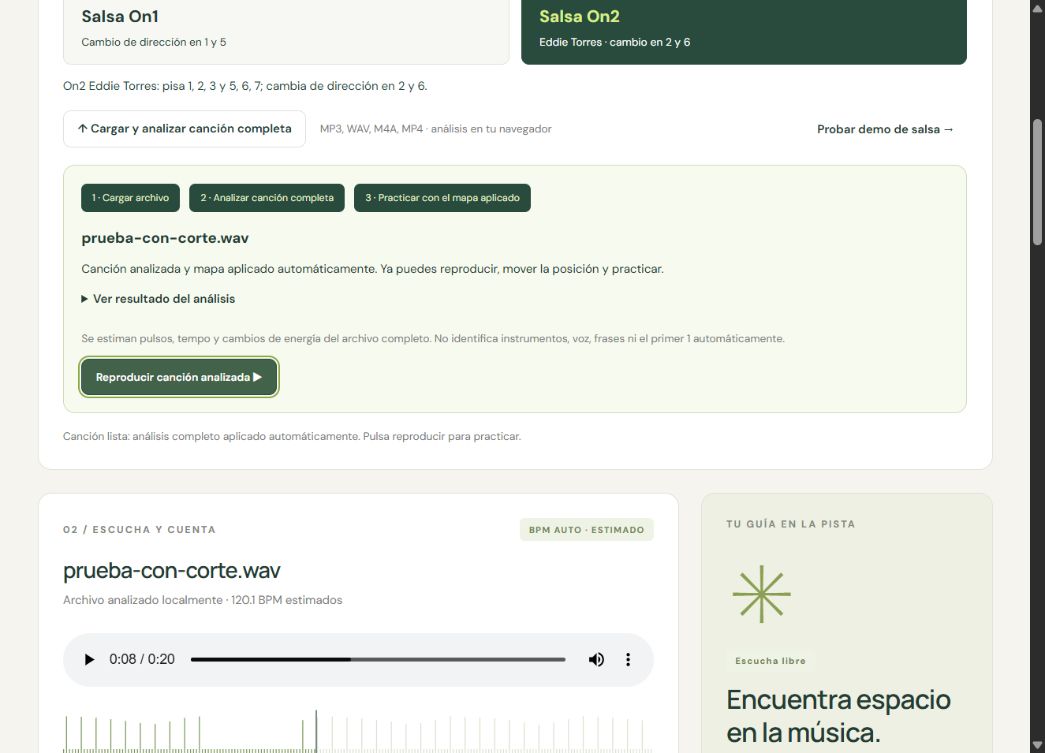 Salsa On1
Cambio de dirección en 1 y 5
Salsa On2
Eddie Torres · cambio en 2 y 6
On2 Eddie Torres: pisa 1, 2, 3 y 5, 6, 7; cambia de dirección en 2 y 6.
↑ Cargar y analizar canción completa
MP3, WAV, M4A, MP4 · análisis en tu navegador
Probar demo de salsa →
1 · Cargar archivo
2 · Analizar canción completa
3 · Practicar con el mapa aplicado
prueba-con-corte.wav
Canción analizada y mapa aplicado automáticamente. Ya puedes reproducir, mover la posición y practicar.
▶ Ver resultado del análisis
Se estiman pulsos, tempo y cambios de energía del archivo completo. No identifica instrumentos, voz, frases ni el primer 1 automáticamente.
Reproducir canción analizada ▶
Canción lista: análisis completo aplicado automáticamente. Pulsa reproducir para practicar.
02 / ESCUCHA Y CUENTA
BPM AUTO · ESTIMADO
prueba-con-corte.wav
Archivo analizado localmente · 120.1 BPM estimados
0:08 / 0:20
TU GUÍA EN LA PISTA
Escucha libre
Encuentra espacio
en la música.